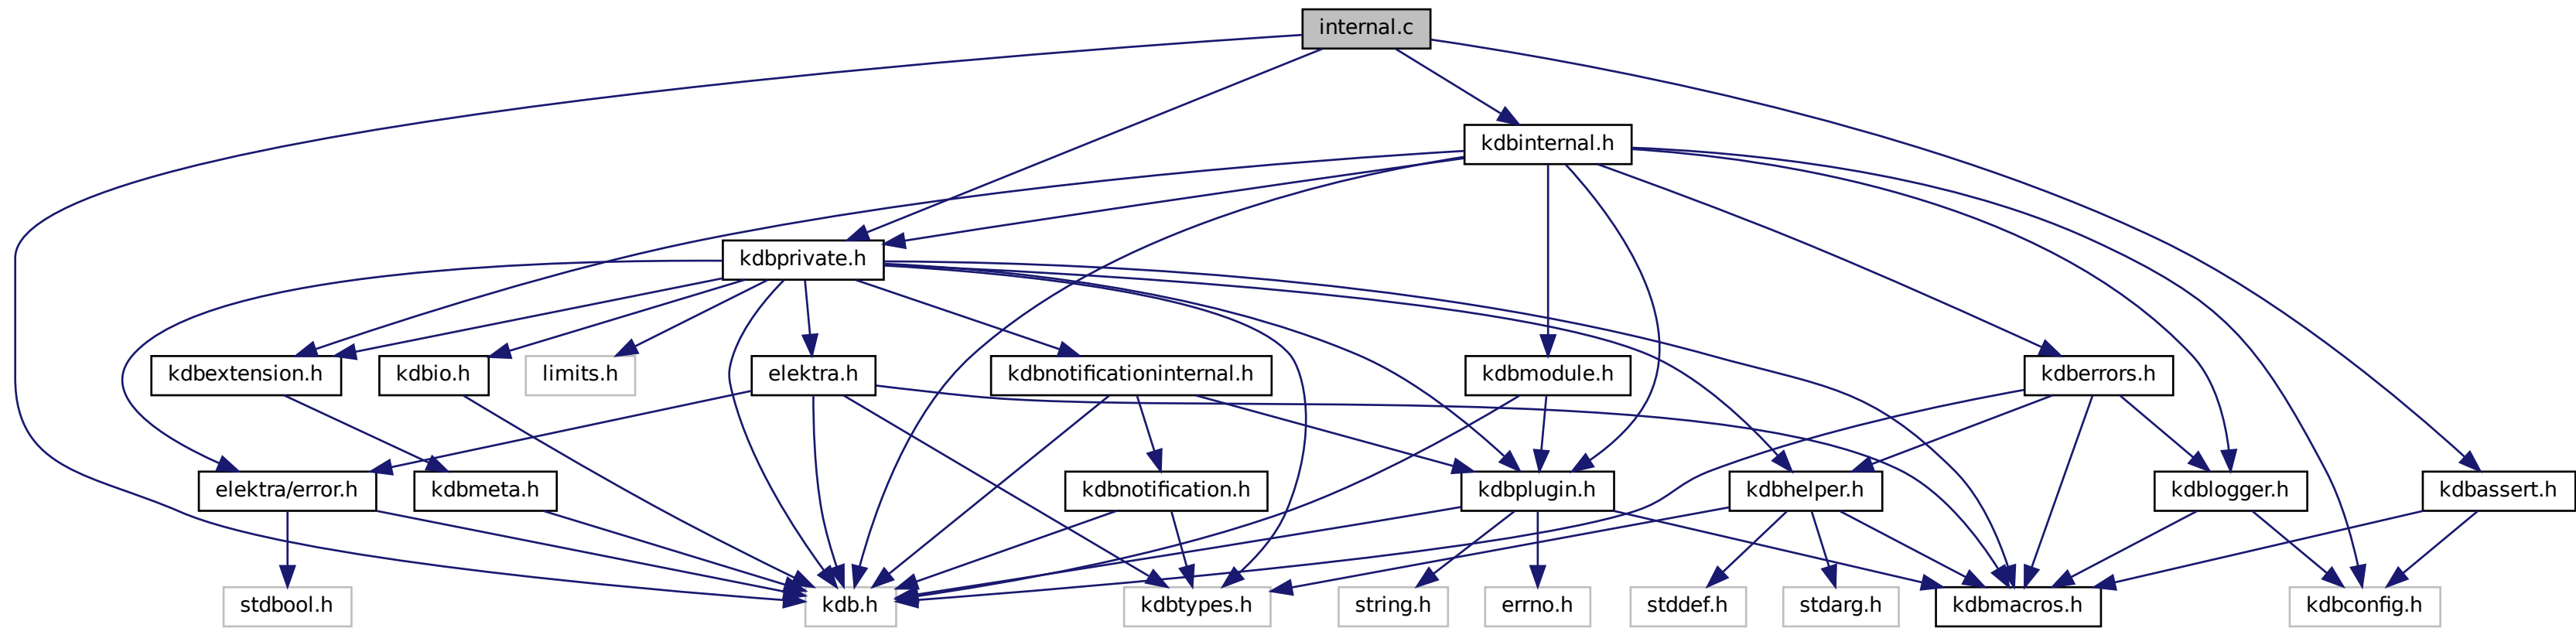 internal.c
kdbinternal.h
kdbprivate.h
kdbextension.h
kdbio.h
limits.h
elektra.h
kdbnotificationinternal.h
kdbmodule.h
kdberrors.h
elektra/error.h
kdbmeta.h
kdbnotification.h
kdbplugin.h
kdbhelper.h
kdblogger.h
kdbassert.h
stdbool.h
kdb.h
kdbtypes.h
string.h
errno.h
stddef.h
stdarg.h
kdbmacros.h
kdbconfig.h